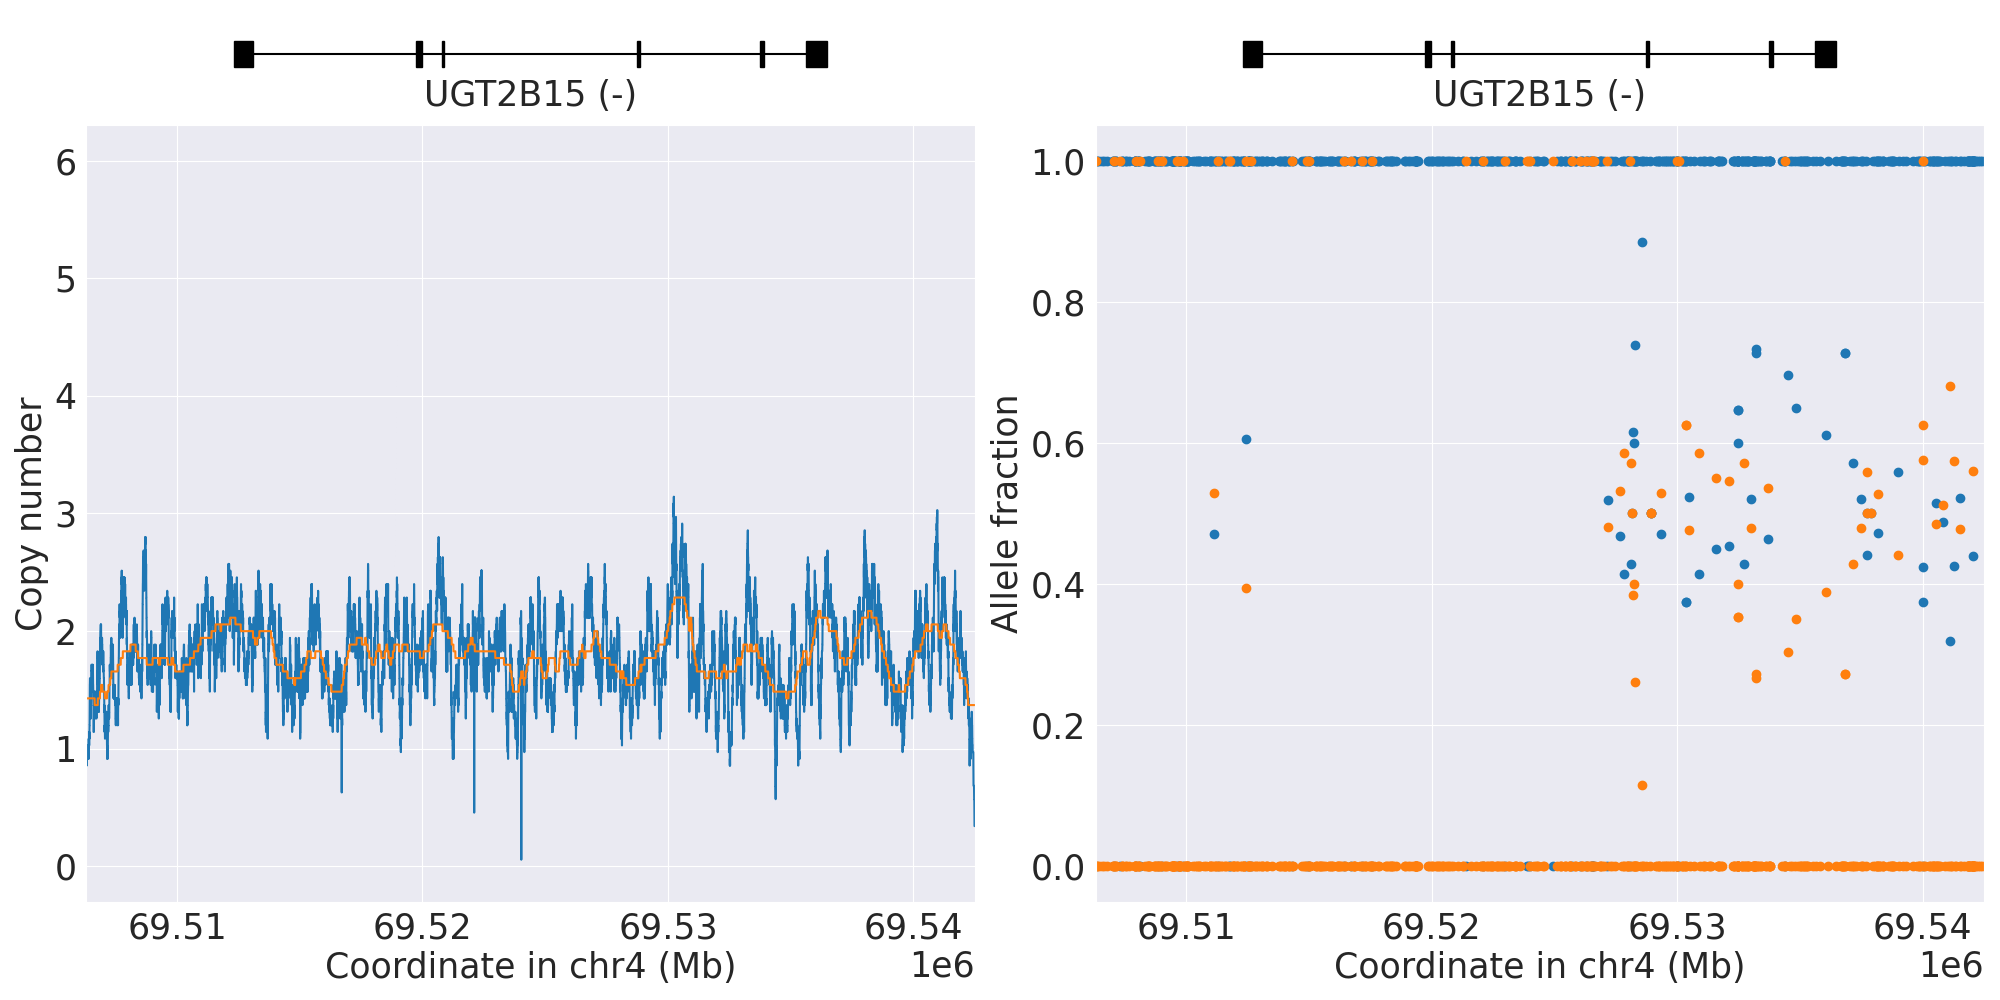 UGT2B15 (-)
6
5
4
3
2
1
0
Copy number
69.51 69.52 69.53 69.54
Coordinate in chr4 (Mb)
1e6
UGT2B15 (-)
1.0
0.8
0.6
0.4
0.2
0.0
Allele fraction
69.51 69.52 69.53 69.54
Coordinate in chr4 (Mb)
1e6